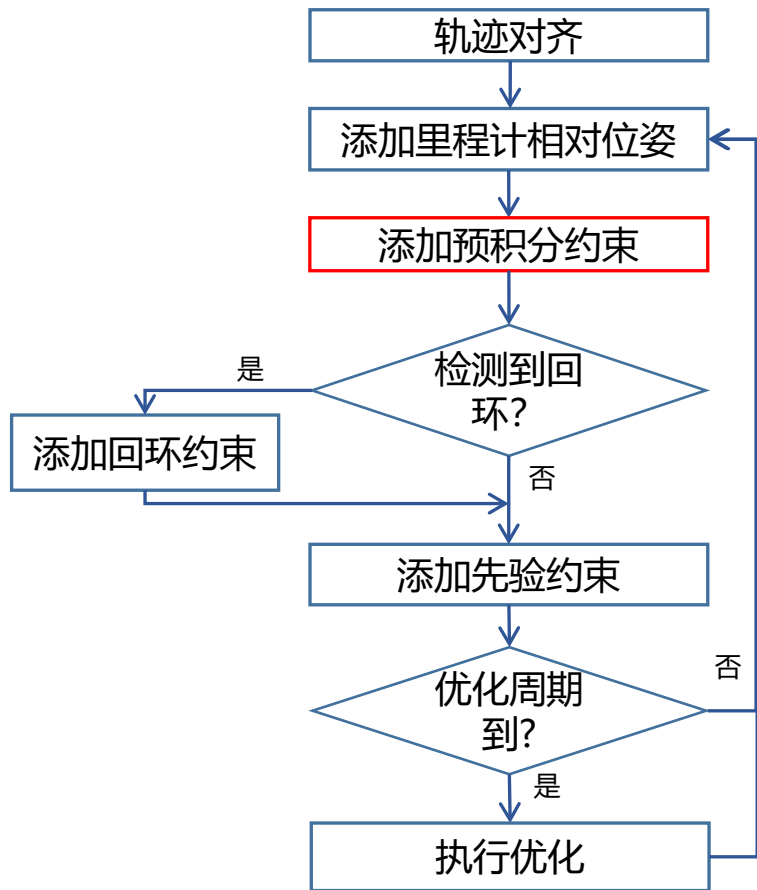 轨迹对齐
添加里程计相对位姿
添加预积分约束
检测到回
环？
是
添加回环约束
否
添加先验约束
优化周期
到?
否
是
执行优化